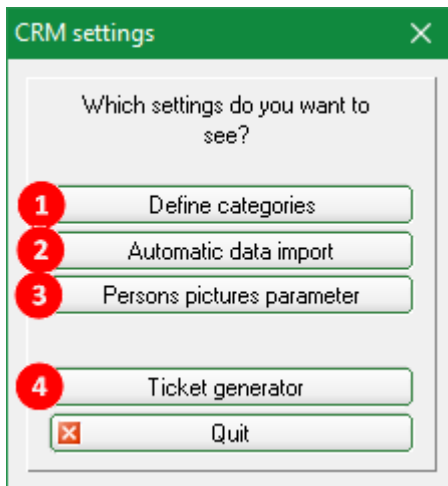 CRM settings
Which settings do you want to
see?
1 Define categories
2 Automatic data import
3 Persons pictures parameter
4 Ticket generator
Quit